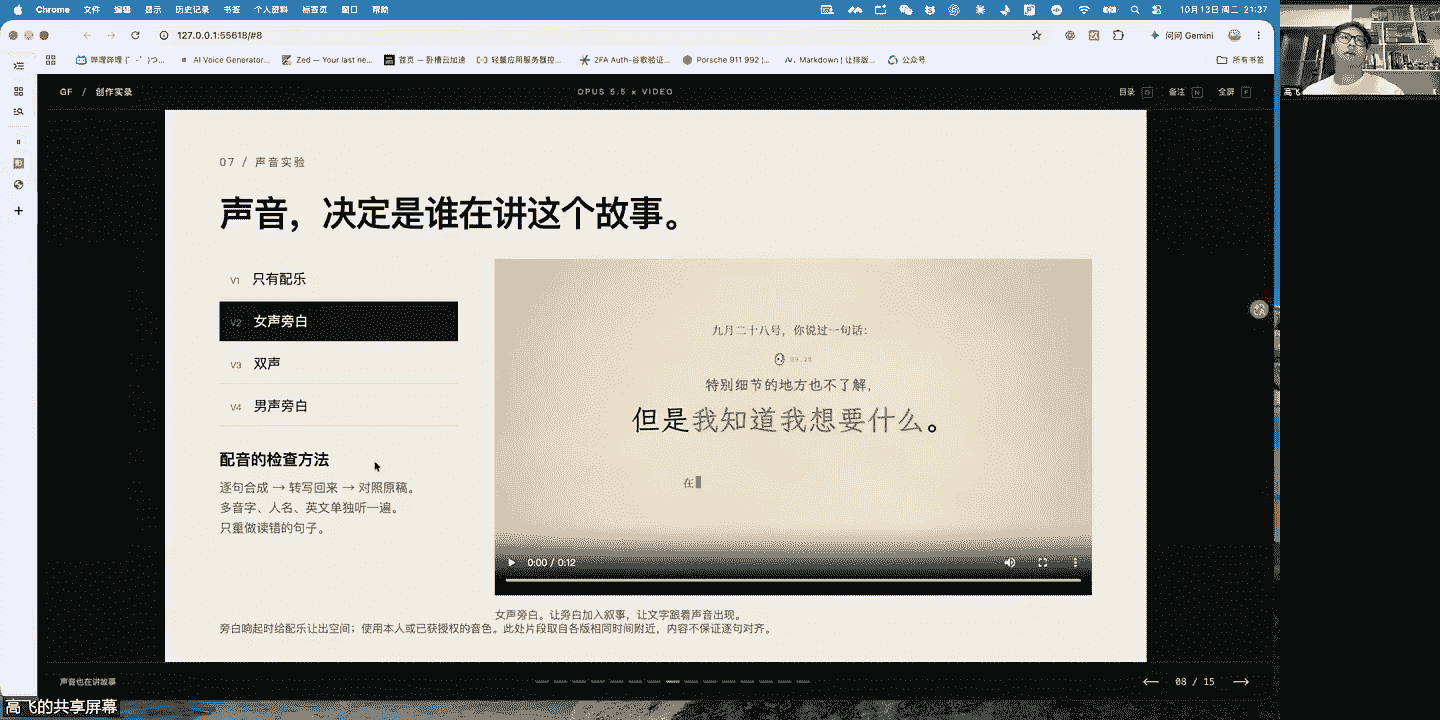 Chrome 文件 编辑 显示 历史记录 书签 个人资料 标签页 窗口 帮助
10月13日 周二 21:37
127.0.0.1:55618/#8
问问 Gemini
AI Voice Generator...
Zed — Your last ne...
首页 — 卧槽云加速
轻量应用服务器控...
2FA Auth-谷歌验证...
Porsche 911 992 |...
Markdown | 让排版...
公众号
所有书签
GF / 创作实录
OPUS 5.5 × VIDEO
目录 O 备注 N 全屏 F
高飞
07 / 声音实验
声音，决定是谁在讲这个故事。
V1 只有配乐
V2 女声旁白
V3 双声
V4 男声旁白
配音的检查方法
逐句合成 → 转写回来 → 对照原稿。
多音字、人名、英文单独听一遍。
只重做读错的句子。
九月二十八号，你说过一句话：
09.28
特别细节的地方也不了解，
但是我知道我想要什么。
在
0:00 / 0:12
女声旁白。让旁白加入叙事，让文字跟着声音出现。
旁白响起时给配乐让出空间；使用本人或已获授权的音色。此处片段取自各版相同时间附近，内容不保证逐句对齐。
声音也在讲故事
← 08 / 15 →
高飞的共享屏幕